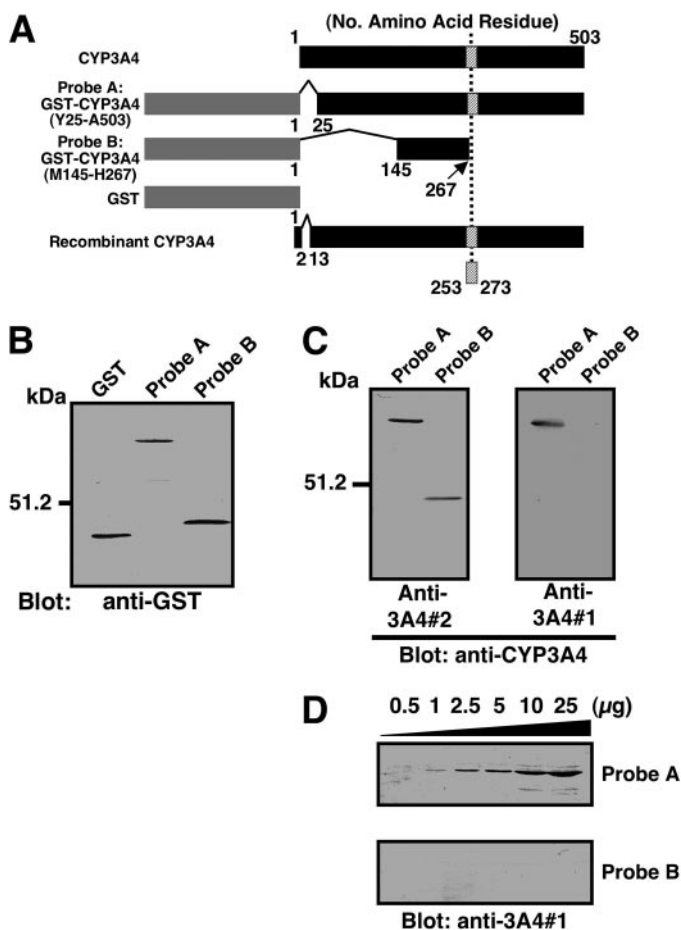 A
(No. Amino Acid Residue)
1 503
CYP3A4
Probe A:
GST-CYP3A4
(Y25-A503)
1 25
Probe B:
GST-CYP3A4
(M145-H267)
1 145
267
GST
1
Recombinant CYP3A4
213
253 273
B
GST Probe A Probe B
kDa
51.2
Blot: anti-GST
C
Probe A Probe B Probe A Probe B
kDa
51.2
Anti-
3A4#2
Anti-
3A4#1
Blot: anti-CYP3A4
D
0.5 1 2.5 5 10 25 (µg)
Probe A
Probe B
Blot: anti-3A4#1